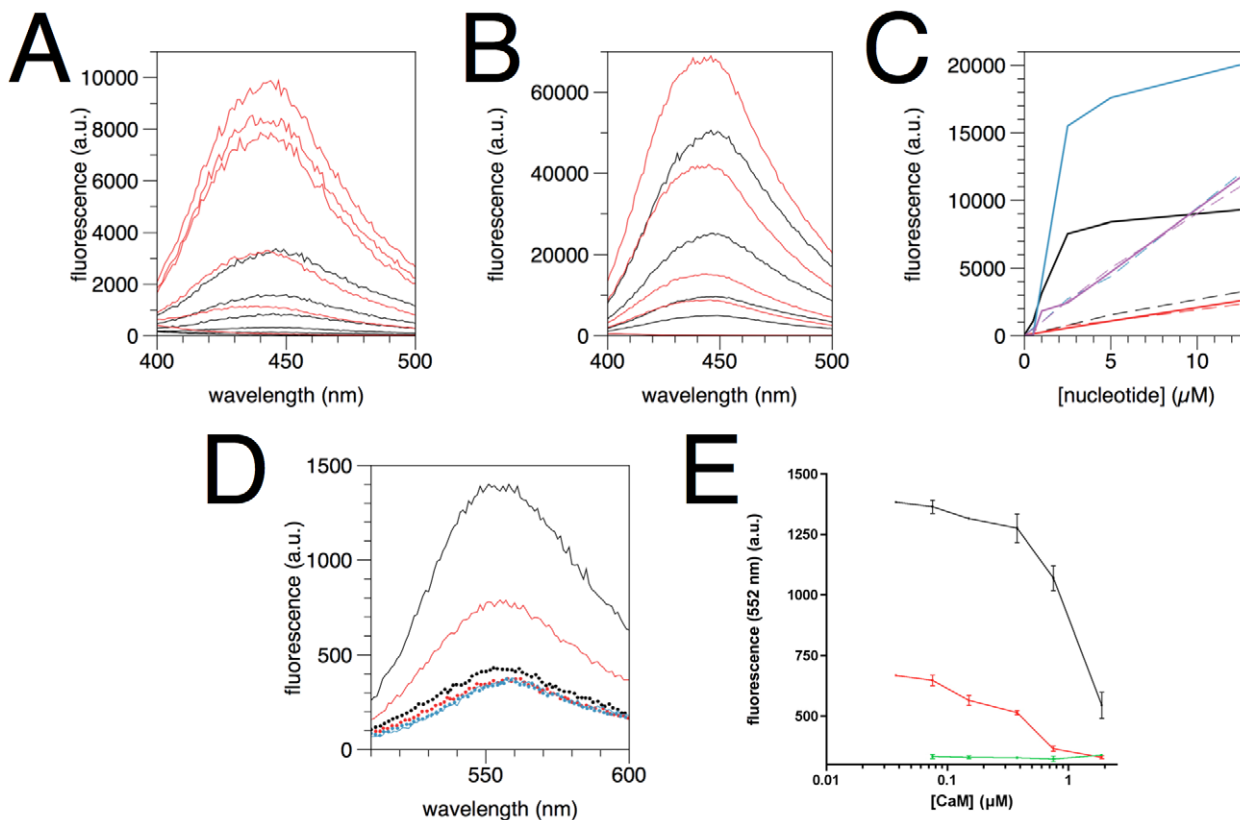 A
fluorescence (a.u.)
10000
8000
6000
4000
2000
0
400
450
500
wavelength (nm)
B
fluorescence (a.u.)
60000
40000
20000
0
400
450
500
wavelength (nm)
C
fluorescence (a.u.)
20000
15000
10000
5000
0
0
5
10
[nucleotide] (µM)
D
fluorescence (a.u.)
1500
1000
500
0
550
600
wavelength (nm)
E
fluorescence (552 nm) (a.u.)
1500
1250
1000
750
500
0.01
0.1
1
[CaM] (µM)